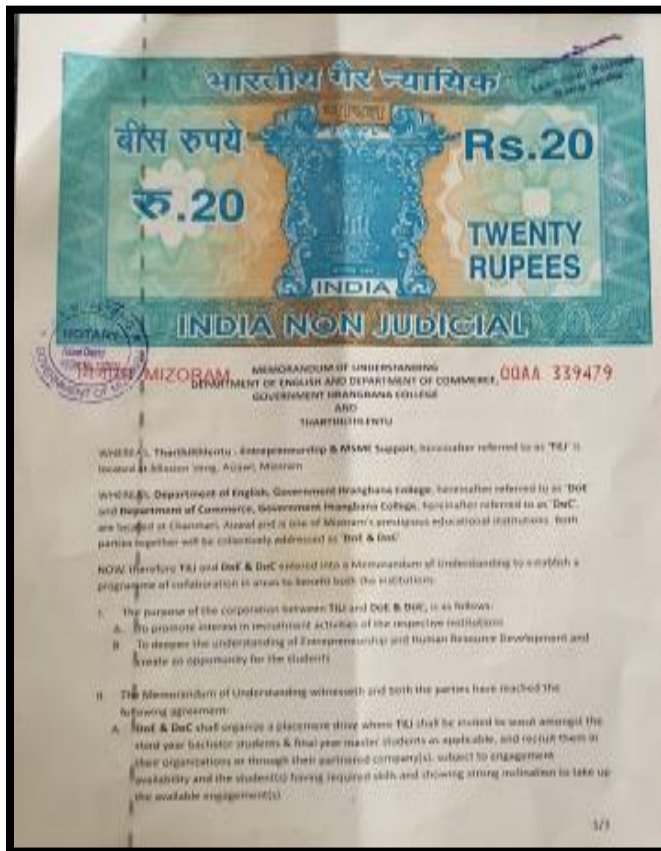 भारतीय गैर न्यायिक
बीस रुपये
Rs.20
रु.20
TWENTY
RUPEES
INDIA
INDIA NON JUDICIAL
NOTARY
GOVERNMENT OF
मिजोरम MIZORAM
00AA 339479
MEMORANDUM OF UNDERSTANDING
DEPARTMENT OF ENGLISH AND DEPARTMENT OF COMMERCE,
GOVERNMENT HRANGBANA COLLEGE
AND
WHEREAS, - Entrepreneurship & MSME Support, hereinafter referred to as 'TILI' is
located at Mission Veng, Aizawl, Mizoram
WHEREAS, Department of English, Government Hrangbana College, hereinafter referred to as 'DoE'
and Department of Commerce, Government Hrangbana College, hereinafter referred to as 'DoC',
are located at Chanmari, Aizawl and is one of Mizoram's prestigious educational institutions. Both
parties together will be collectively addressed as 'DoE & DoC'
NOW, therefore TILI and DoE & DoC entered into a Memorandum of Understanding to establish a
programme of collaboration in areas to benefit both the institutions.
I. The purpose of the corporation between TILI and DoE & DoC, is as follows:
A. To promote interest in recruitment activities of the respective institutions
B. To deepen the understanding of Entrepreneurship and Human Resource Development and
create an opportunity for the students
II. The Memorandum of Understanding witnesseth and both the parties have reached the
following agreement:
A. DoE & DoC shall organize a placement drive where TILI shall be invited to scout amongst the
third year bachelor students & final year master students as applicable, and recruit them in
their organizations or through their partnered company(s), subject to engagement
availability and the student(s) having required skills and showing strong inclination to take up
the available engagement(s)
1/3